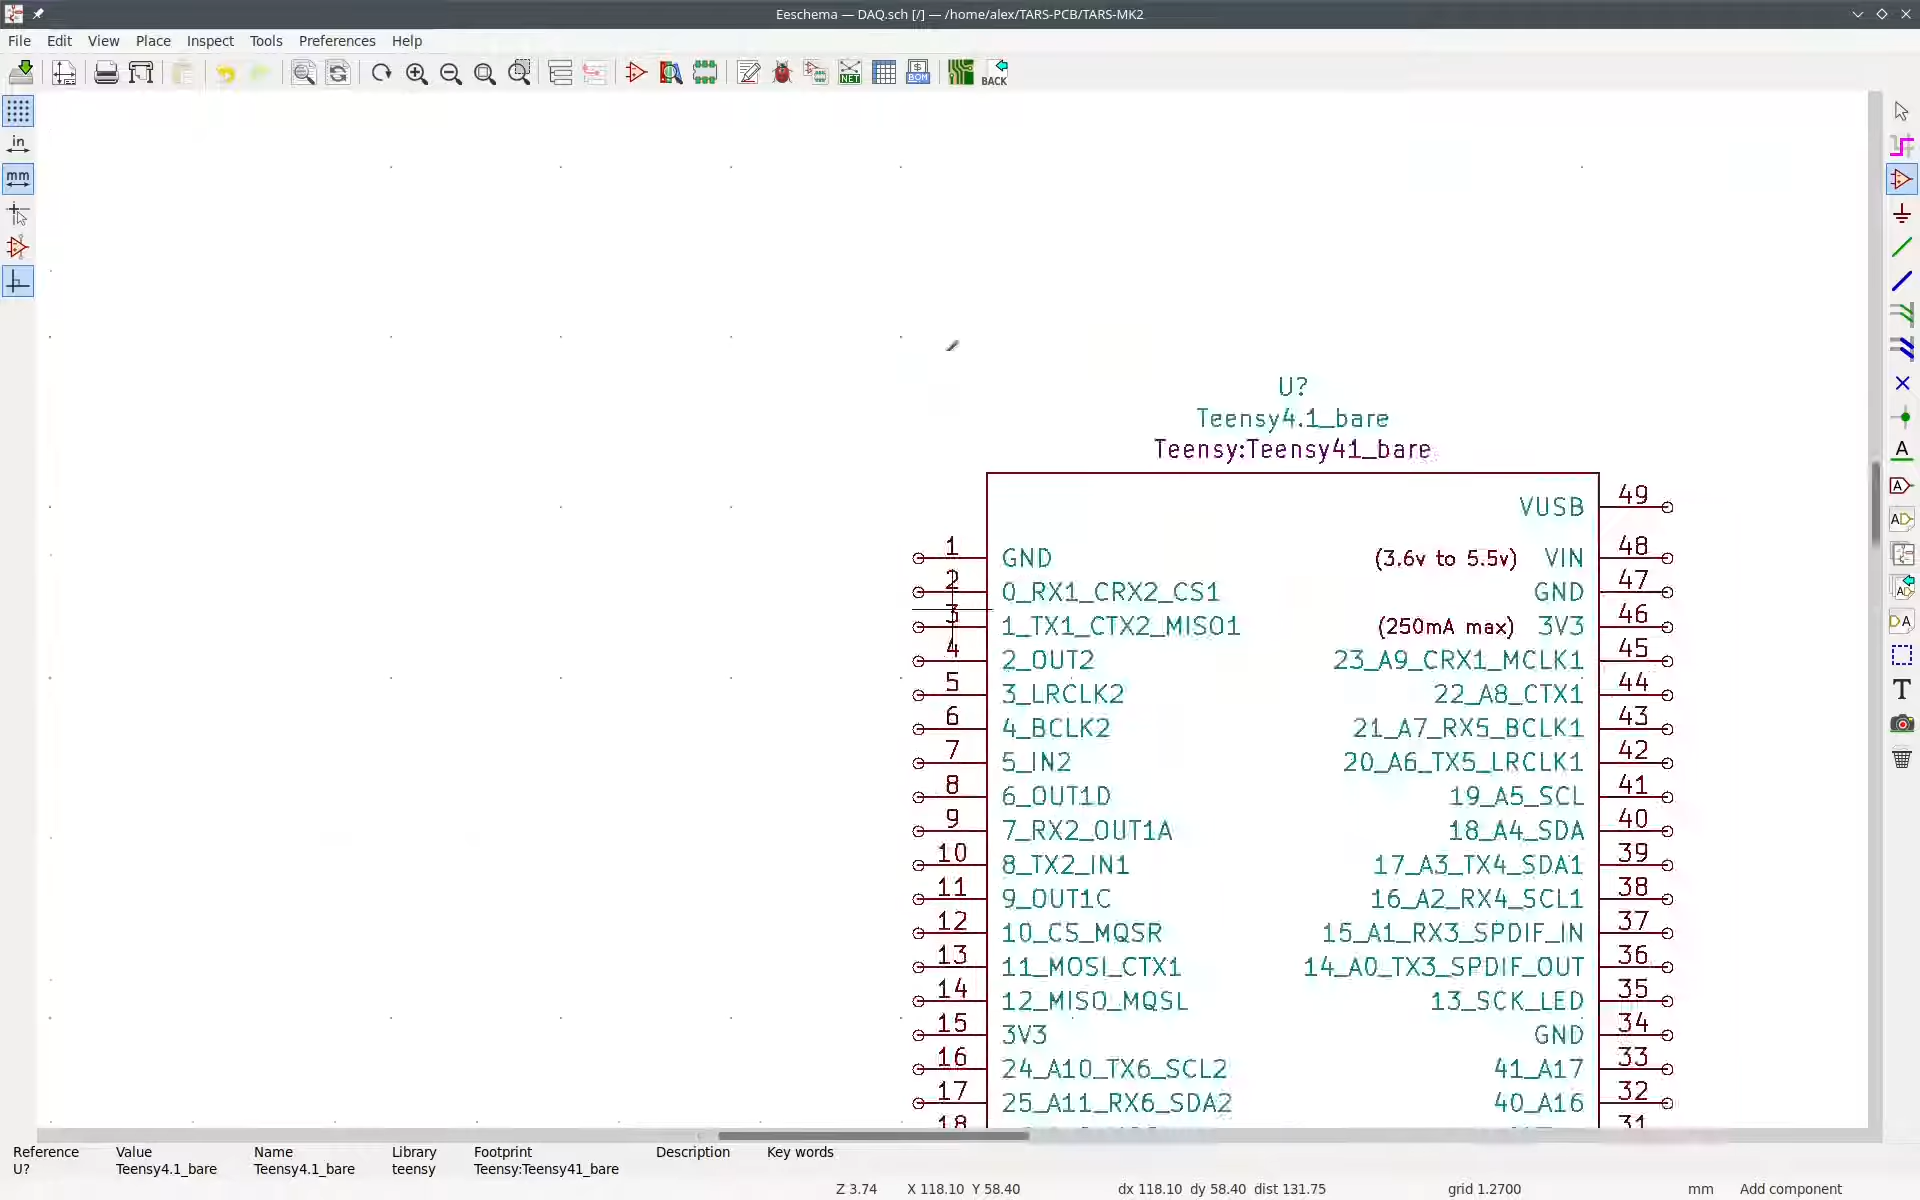 Eeschema — DAQ.sch [/] — /home/alex/TARS-PCB/TARS-MK2
File Edit View Place Inspect Tools Preferences Help
NET BOM BACK
in
mm
U?
Teensy4.1_bare
Teensy:Teensy41_bare
VUSB 49
1 GND (3.6v to 5.5v) VIN 48
2 0_RX1_CRX2_CS1 GND 47
3 1_TX1_CTX2_MISO1 (250mA max) 3V3 46
4 2_OUT2 23_A9_CRX1_MCLK1 45
5 3_LRCLK2 22_A8_CTX1 44
6 4_BCLK2 21_A7_RX5_BCLK1 43
7 5_IN2 20_A6_TX5_LRCLK1 42
8 6_OUT1D 19_A5_SCL 41
9 7_RX2_OUT1A 18_A4_SDA 40
10 8_TX2_IN1 17_A3_TX4_SDA1 39
11 9_OUT1C 16_A2_RX4_SCL1 38
12 10_CS_MQSR 15_A1_RX3_SPDIF_IN 37
13 11_MOSI_CTX1 14_A0_TX3_SPDIF_OUT 36
14 12_MISO_MQSL 13_SCK_LED 35
15 3V3 GND 34
16 24_A10_TX6_SCL2 41_A17 33
17 25_A11_RX6_SDA2 40_A16 32
18 31
Reference Value Name Library Footprint Description Key words
U? Teensy4.1_bare Teensy4.1_bare teensy Teensy:Teensy41_bare
Z 3.74 X 118.10 Y 58.40 dx 118.10 dy 58.40 dist 131.75 grid 1.2700 mm Add component